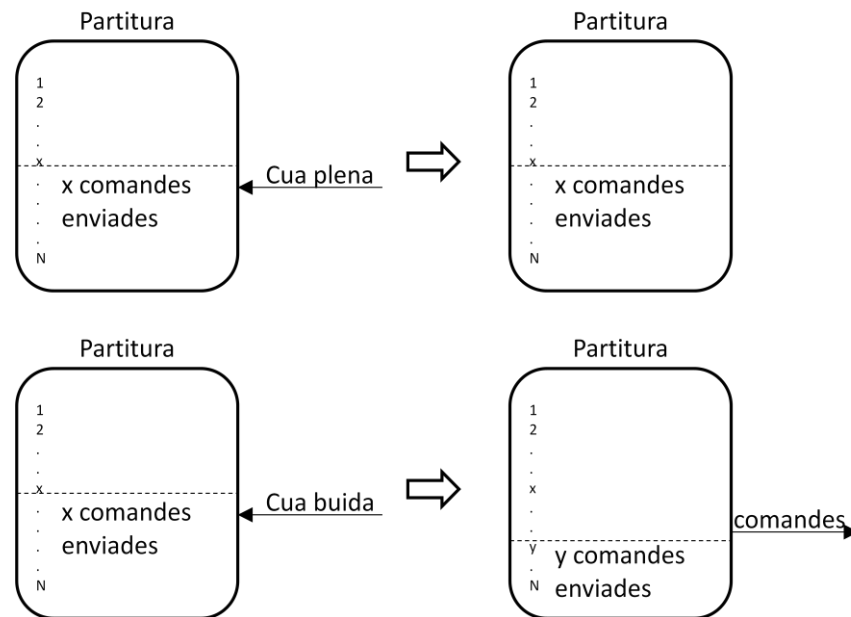 Partitura
1
2
.
.
x
.
.
.
.
N
x comandes
enviades
Cua plena
Partitura
1
2
.
.
x
.
.
.
.
N
x comandes
enviades
Partitura
1
2
.
.
x
.
.
.
.
N
x comandes
enviades
Cua buida
Partitura
1
2
.
.
x
.
.
y
.
N
y comandes
enviades
comandes